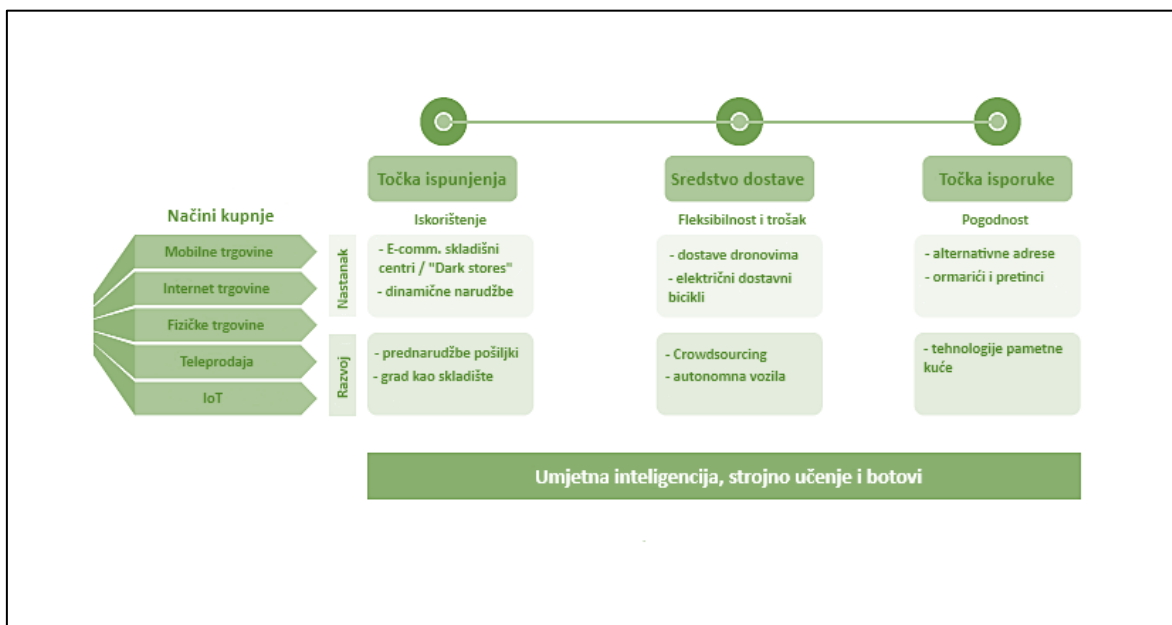 Točka ispunjenja
Sredstvo dostave
Točka isporuke
Načini kupnje
Iskorištenje
Fleksibilnost i trošak
Pogodnost
Mobilne trgovine
Internet trgovine
Fizičke trgovine
Teleprodaja
IoT
Nastanak
- E-comm. skladišni
centri / "Dark stores"
- dinamične narudžbe
- dostave dronovima
- električni dostavni
bicikli
- alternativne adrese
- ormarići i pretinci
Razvoj
- prednarudžbe pošiljki
- grad kao skladište
- Crowdsourcing
- autonomna vozila
- tehnologije pametne
kuće
Umjetna inteligencija, strojno učenje i botovi